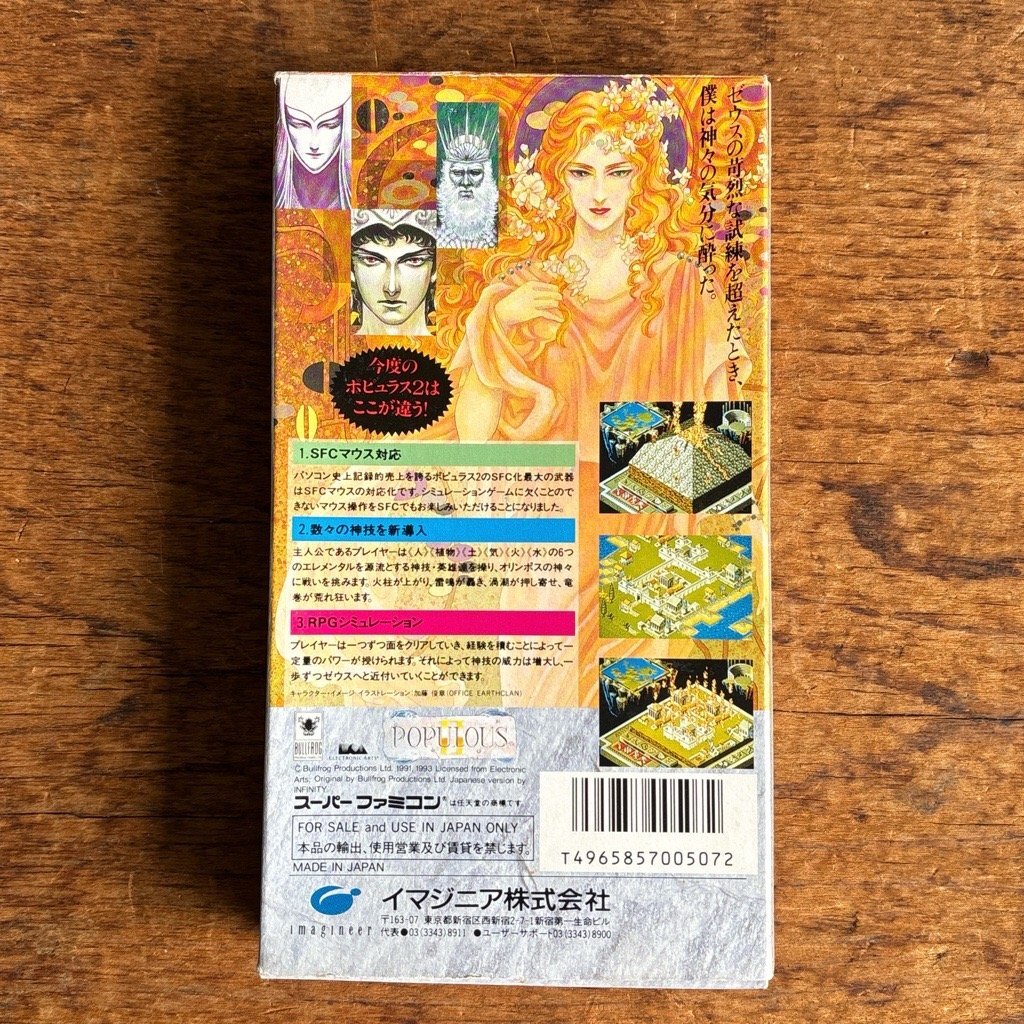 ゼウスの苛烈な試練を超えたとき、
僕は神々の気分に酔った。
今度の
ポピュラス2は
ここが違う!
1.SFCマウス対応
パソコン史上記録的売上を誇るポピュラス2のSFC化最大の武器
はSFCマウスの対応化です。シミュレーションゲームに欠くことので
きないマウス操作をSFCでもお楽しみいただけることになりました。
2.数々の神技を新導入
主人公であるプレイヤーは〈人〉〈植物〉〈土〉〈気〉〈火〉〈水〉の6つ
のエレメンタルを源流とする神技・英雄達を操り、オリンポスの神々
に戦いを挑みます。火柱が上がり、雷鳴が轟き、渦潮が押し寄せ、竜
巻が荒れ狂います。
3.RPGシミュレーション
プレイヤーは一つずつ面をクリアしていき、経験を積むことによって一
定量のパワーが授けられます。それによって神技の威力は増大し、一
歩ずつゼウスへと近付いていくことができます。
キャラクター・イメージ・イラストレーション:加藤 俊章(OFFICE EARTHCLAN)
BULLFROG
ELECTRONIC ARTS
POPULOUS
II
© Bullfrog Productions Ltd. 1991,1993 Licensed from Electronic
Arts; Original by Bullfrog Productions Ltd. Japanese version by
INFINITY.
スーパーファミコン®は任天堂の商標です。
FOR SALE and USE IN JAPAN ONLY
本品の輸出、使用営業及び賃貸を禁じます。
MADE IN JAPAN
T4965857005072
imagineer
イマジニア株式会社
〒163-07 東京都新宿区西新宿2-7-1新宿第一生命ビル
代表●03(3343)8911 ●ユーザーサポート03(3343)8900